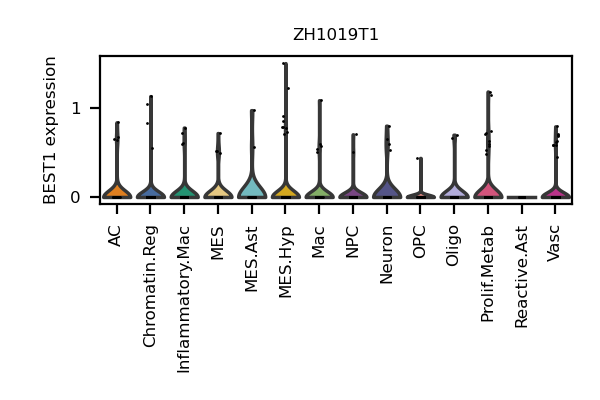 ZH1019T1
BEST1 expression
1
0
AC
Chromatin.Reg
Inflammatory.Mac
MES
MES.Ast
MES.Hyp
Mac
NPC
Neuron
OPC
Oligo
Prolif.Metab
Reactive.Ast
Vasc